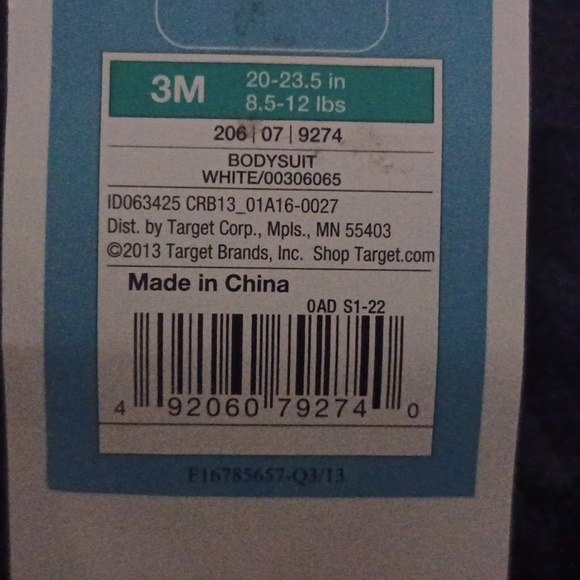 3M
20-23.5 in
8.5-12 lbs
206|07|9274
BODYSUIT
WHITE/00306065
ID063425 CRB13_01A16-0027
Dist. by Target Corp., Mpls., MN 55403
©2013 Target Brands, Inc. Shop Target.com
Made in China
0AD S1-22
4 92060 79274 0
E16785657-Q3/13